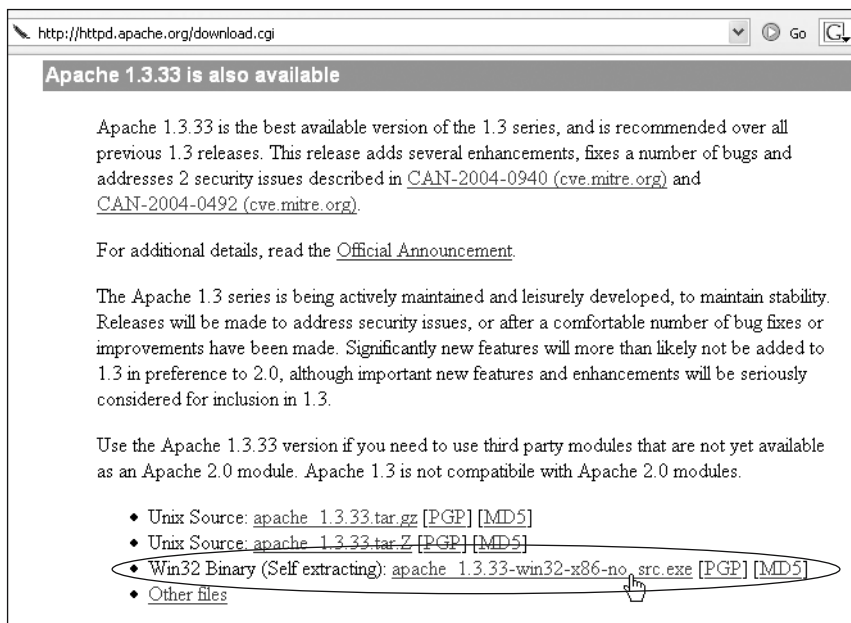 http://httpd.apache.org/download.cgi Go G
Apache 1.3.33 is also available
Apache 1.3.33 is the best available version of the 1.3 series, and is recommended over all
previous 1.3 releases. This release adds several enhancements, fixes a number of bugs and
addresses 2 security issues described in CAN-2004-0940 (cve.mitre.org) and
CAN-2004-0492 (cve.mitre.org).
For additional details, read the Official Announcement.
The Apache 1.3 series is being actively maintained and leisurely developed, to maintain stability.
Releases will be made to address security issues, or after a comfortable number of bug fixes or
improvements have been made. Significantly new features will more than likely not be added to
1.3 in preference to 2.0, although important new features and enhancements will be seriously
considered for inclusion in 1.3.
Use the Apache 1.3.33 version if you need to use third party modules that are not yet available
as an Apache 2.0 module. Apache 1.3 is not compatibile with Apache 2.0 modules.
• Unix Source: apache_1.3.33.tar.gz [PGP] [MD5]
• Unix Source: apache_1.3.33.tar.Z [PGP] [MD5]
• Win32 Binary (Self extracting): apache_1.3.33-win32-x86-no_src.exe [PGP] [MD5]
• Other files